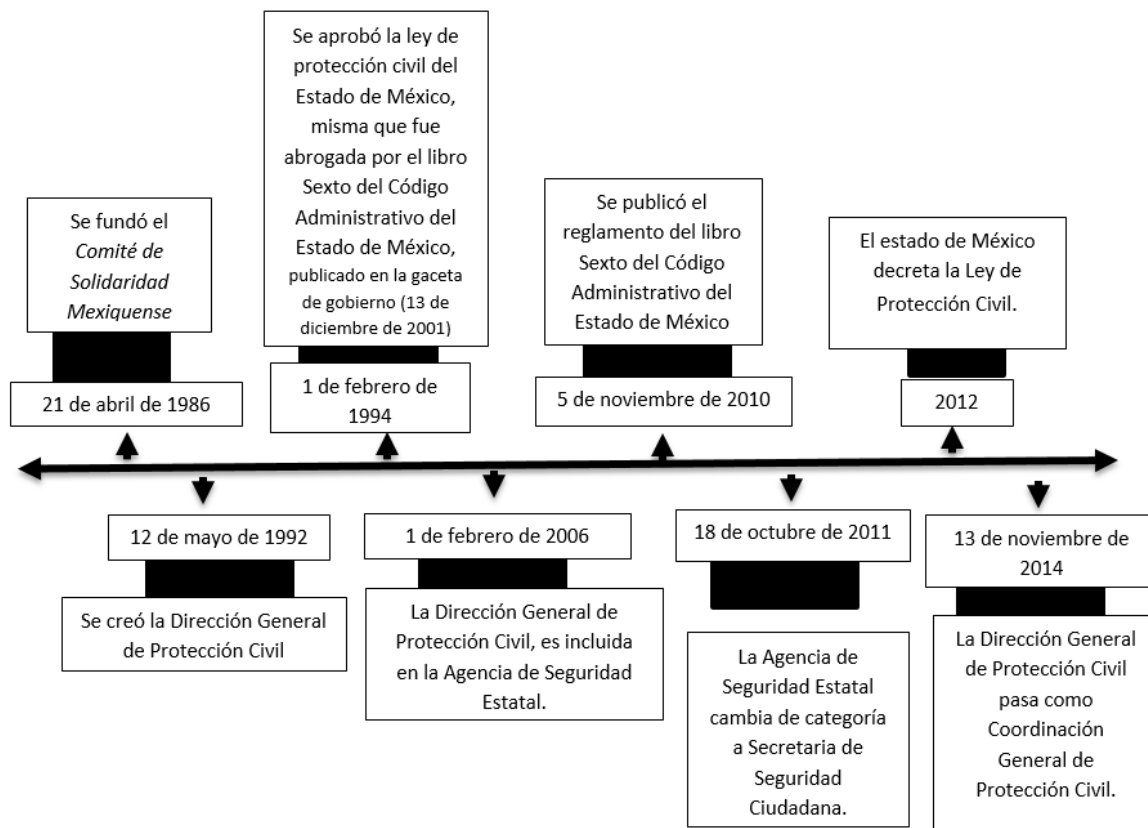 Se fundó el
Comité de
Solidaridad
Mexiquense
21 de abril de 1986
Se aprobó la ley de
protección civil del
Estado de México,
misma que fue
abrogada por el libro
Sexto del Código
Administrativo del
Estado de México,
publicado en la gaceta
de gobierno (13 de
diciembre de 2001)
1 de febrero de
1994
Se publicó el
reglamento del libro
Sexto del Código
Administrativo del
Estado de México
5 de noviembre de 2010
El estado de México
decreta la Ley de
Protección Civil.
2012
12 de mayo de 1992
Se creó la Dirección General
de Protección Civil
1 de febrero de 2006
La Dirección General de
Protección Civil, es incluida
en la Agencia de Seguridad
Estatal.
18 de octubre de 2011
La Agencia de
Seguridad Estatal
cambia de categoría
a Secretaria de
Seguridad
Ciudadana.
13 de noviembre de
2014
La Dirección General
de Protección Civil
pasa como
Coordinación
General de
Protección Civil.